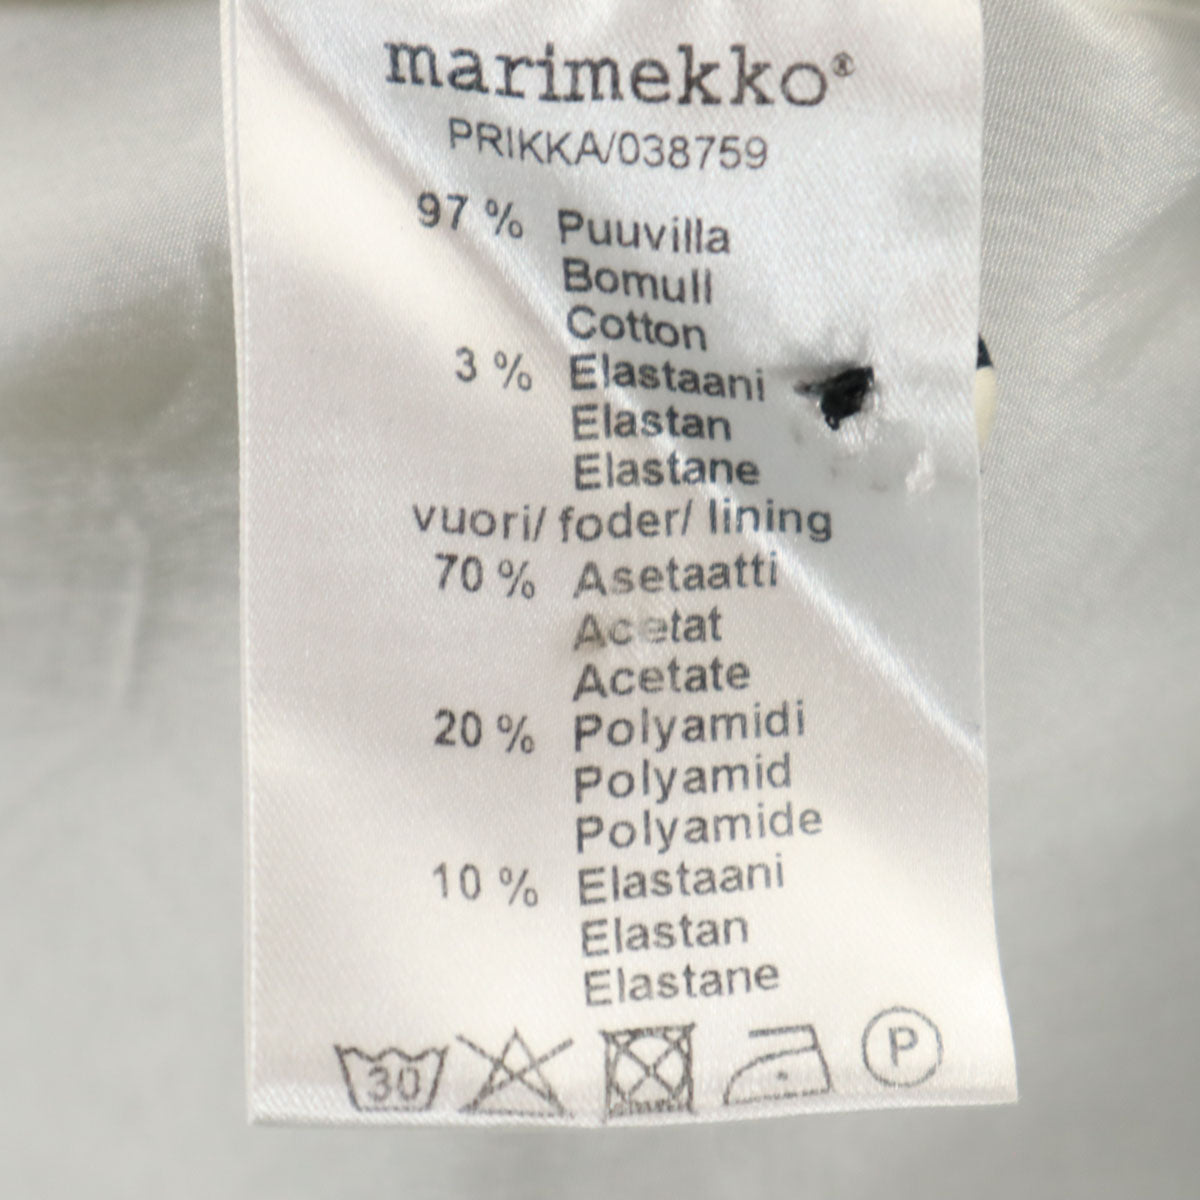 marimekko®
PRIKKA/038759
97 % Puuvilla
Bomull
Cotton
3 % Elastaani
Elastan
Elastane
vuori/ foder/ lining
70 % Asetaatti
Acetat
Acetate
20 % Polyamidi
Polyamid
Polyamide
10 % Elastaani
Elastan
Elastane
30 P